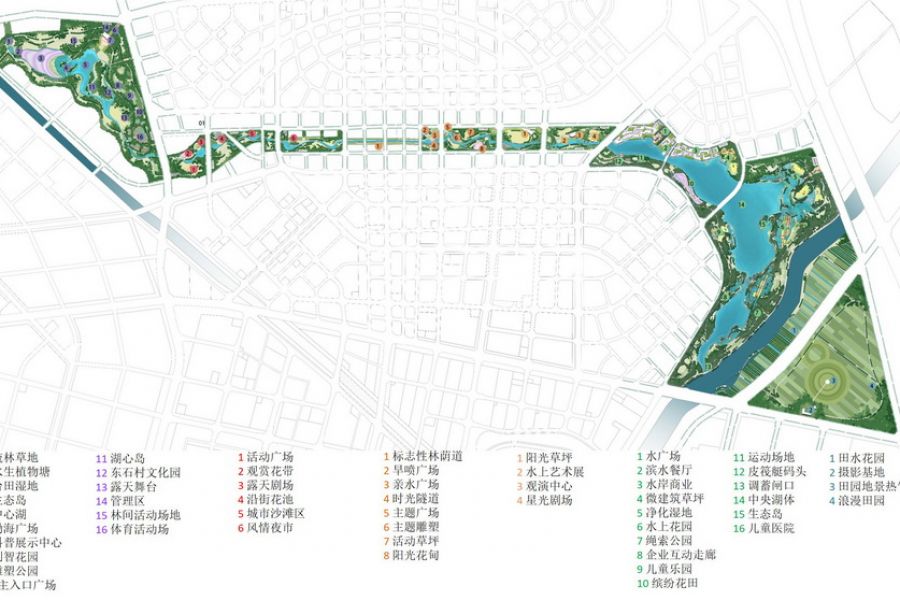 01
疏林草地
水生植物塘
台田湿地
生态岛
中心湖
渤海广场
科普展示中心
创智花园
雕塑公园
主入口广场
11 湖心岛
12 东石村文化园
13 露天舞台
14 管理区
15 林间活动场地
16 体育活动场
1 活动广场
2 观赏花带
3 露天剧场
4 沿街花池
5 城市沙滩区
6 风情夜市
1 标志性林荫道
2 旱喷广场
3 亲水广场
4 时光隧道
5 主题广场
6 主题雕塑
7 活动草坪
8 阳光花甸
1 阳光草坪
2 水上艺术展
3 观演中心
4 星光剧场
1 水广场
2 滨水餐厅
3 水岸商业
4 微建筑草坪
5 净化湿地
6 水上花园
7 绳索公园
8 企业互动走廊
9 儿童乐园
10 缤纷花田
11 运动场地
12 皮筏艇码头
13 调蓄闸口
14 中央湖体
15 生态岛
16 儿童医院
1 田水花园
2 摄影基地
3 田园地景热气
4 浪漫田园